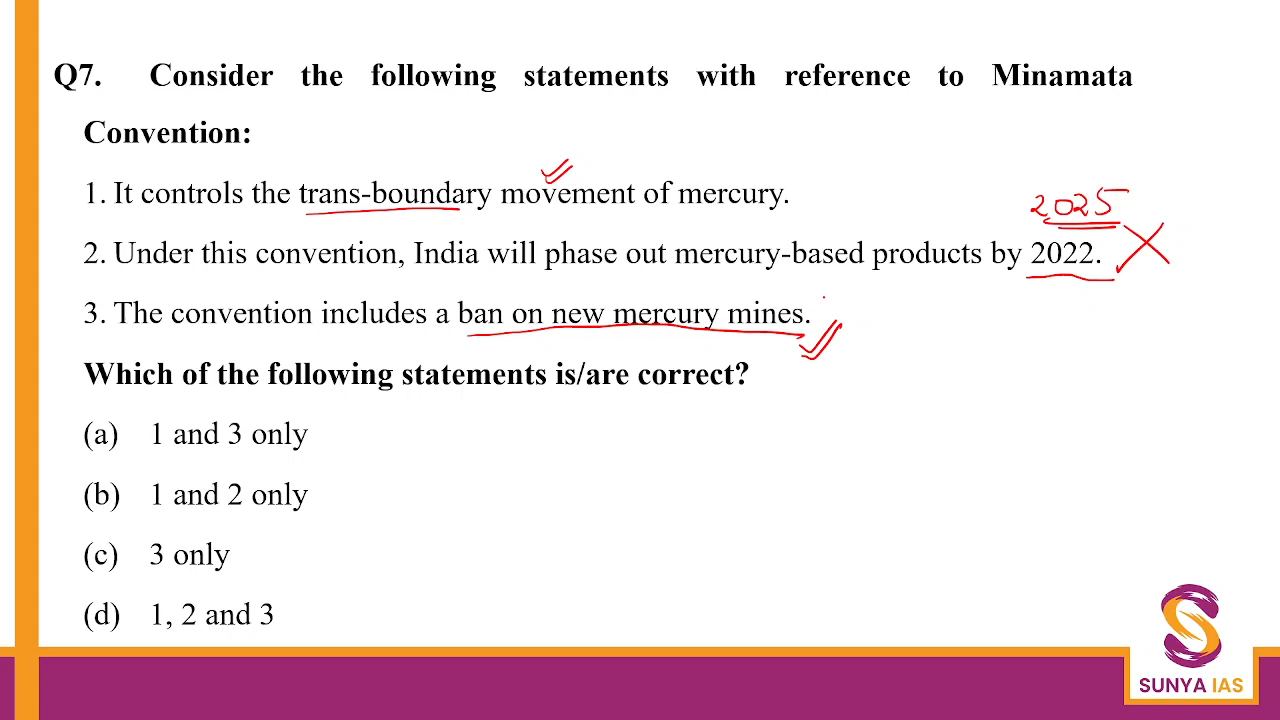 Q7. Consider the following statements with reference to Minamata
Convention:
1. It controls the trans-boundary movement of mercury.
2025
2. Under this convention, India will phase out mercury-based products by 2022.
3. The convention includes a ban on new mercury mines.
Which of the following statements is/are correct?
(a) 1 and 3 only
(b) 1 and 2 only
(c) 3 only
(d) 1, 2 and 3
SUNYA IAS